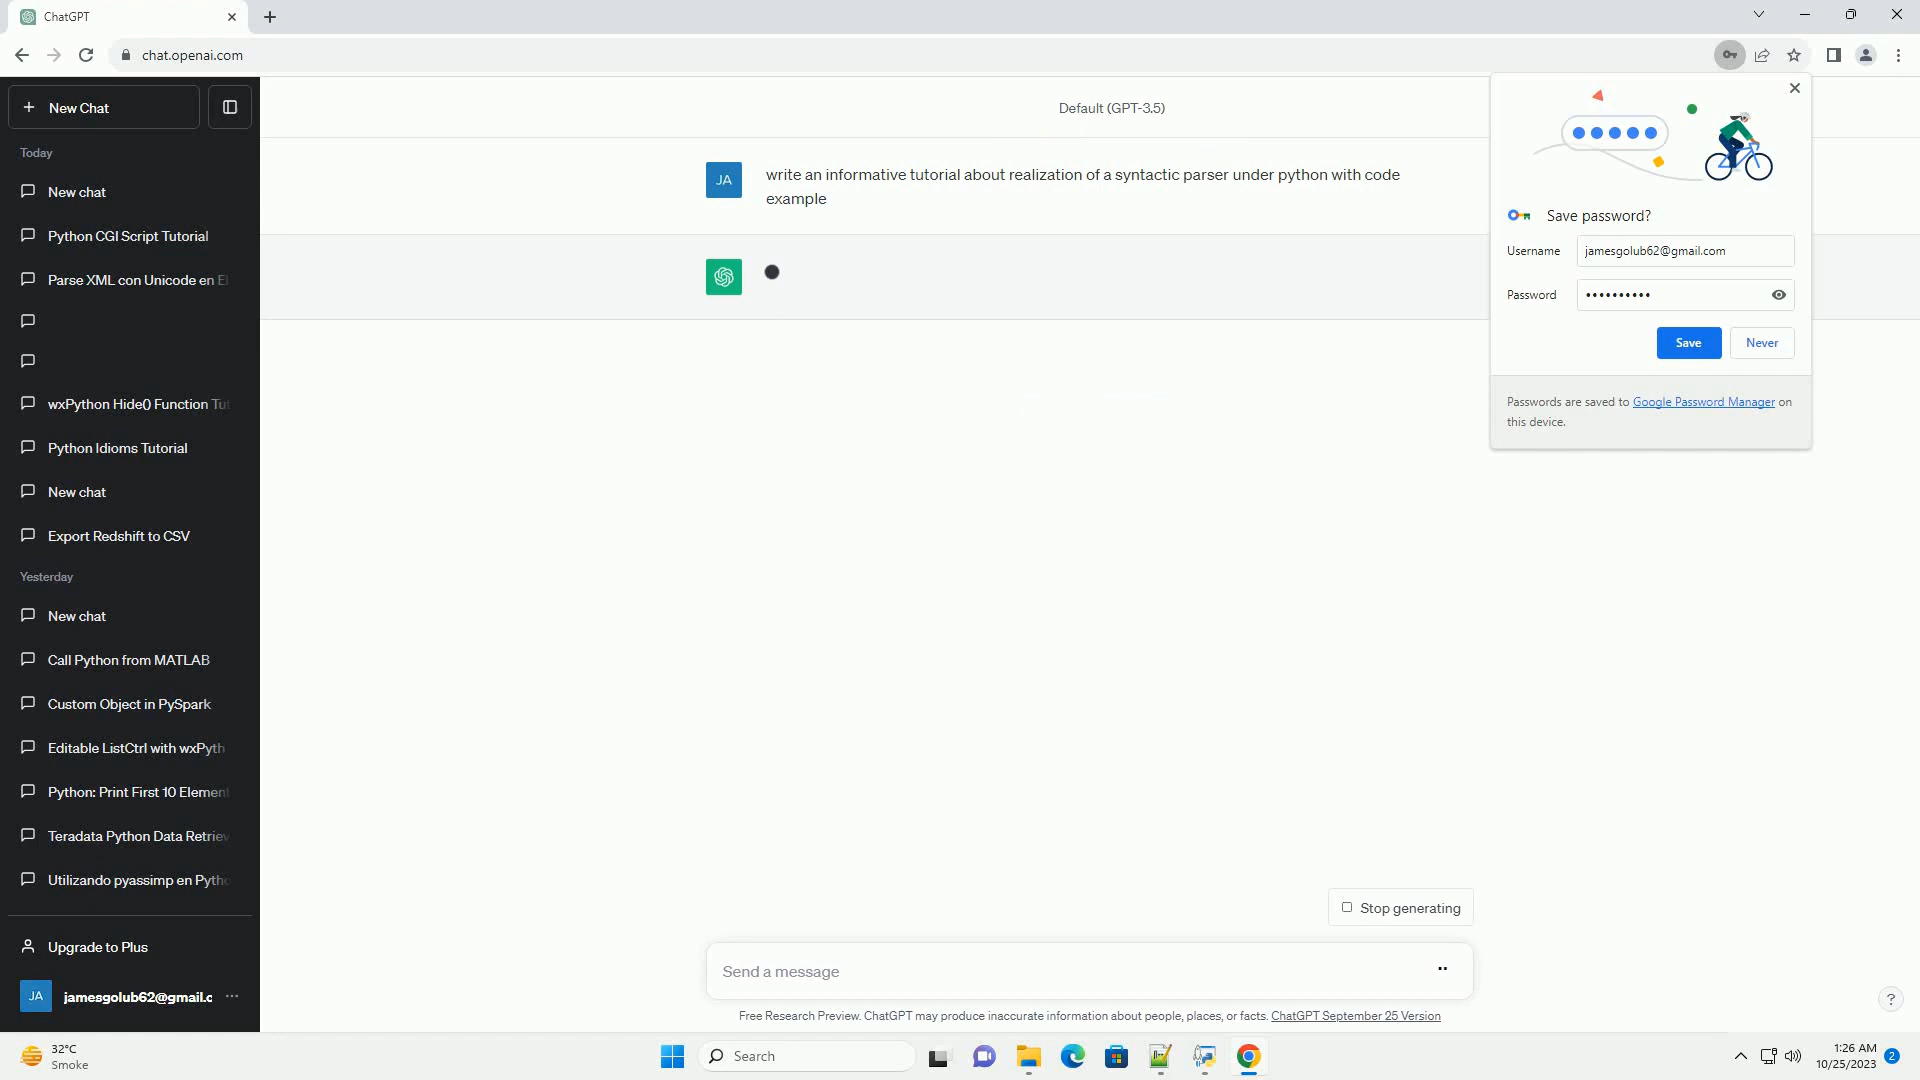 ChatGPT
chat.openai.com
New Chat
Today
New chat
Python CGI Script Tutorial
Parse XML con Unicode en El
wxPython Hide() Function Tut
Python Idioms Tutorial
New chat
Export Redshift to CSV
Yesterday
New chat
Call Python from MATLAB
Custom Object in PySpark
Editable ListCtrl with wxPyth
Python: Print First 10 Element
Teradata Python Data Retriev
Utilizando pyassimp en Pytho
Upgrade to Plus
JA
jamesgolub62@gmail.c
Default (GPT-3.5)
JA
write an informative tutorial about realization of a syntactic parser under python with code
example
Save password?
Username
jamesgolub62@gmail.com
Password
Save
Never
Passwords are saved to Google Password Manager on
this device.
Stop generating
Send a message
Free Research Preview. ChatGPT may produce inaccurate information about people, places, or facts. ChatGPT September 25 Version
?
32°C
Smoke
Search
1:26 AM
10/25/2023
2